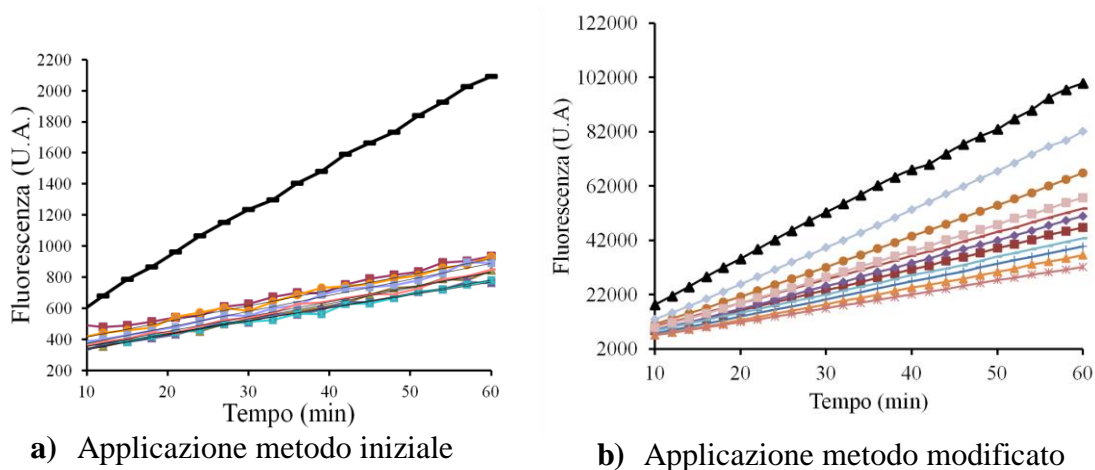 Fluorescenza (U.A.)
2200
2000
1800
1600
1400
1200
1000
800
600
400
200
10 20 30 40 50 60
Tempo (min)
a) Applicazione metodo iniziale
Fluorescenza (U.A)
122000
102000
82000
62000
42000
22000
2000
10 20 30 40 50 60
Tempo (min)
b) Applicazione metodo modificato